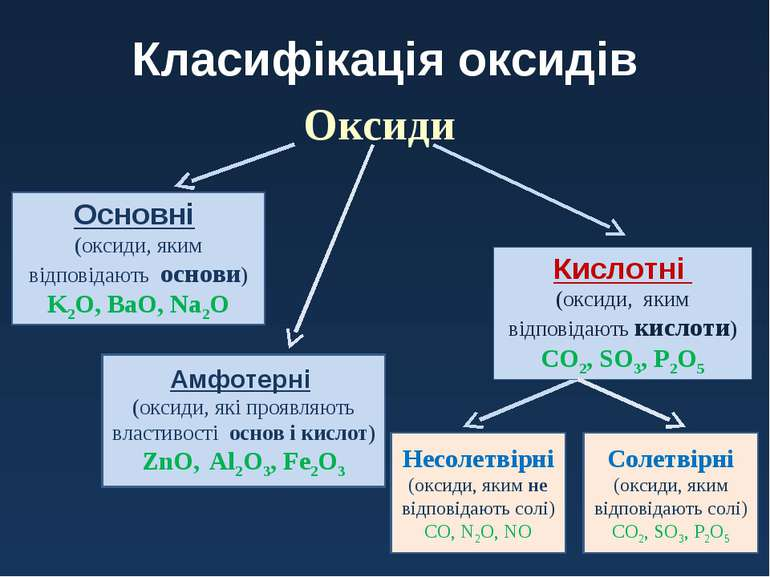 Класифікація оксидів
Оксиди
Основні
(оксиди, яким
відповідають основи)
K₂O, BaO, Na₂O
Кислотні
(оксиди, яким
відповідають кислоти)
CO₂, SO₃, P₂O₅
Амфотерні
(оксиди, які проявляють
властивості основ і кислот)
ZnO, Al₂O₃, Fe₂O₃
Несолетвірні
(оксиди, яким не
відповідають солі)
CO, N₂O, NO
Солетвірні
(оксиди, яким
відповідають солі)
CO₂, SO₃, P₂O₅